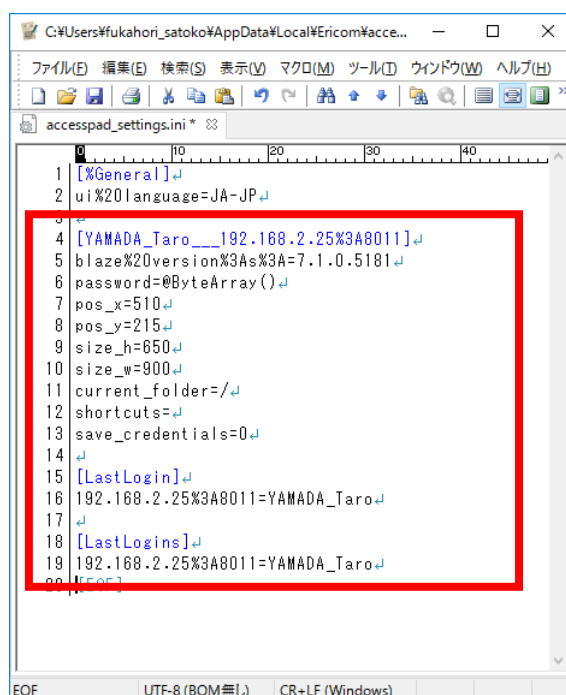 C:¥Users¥fukahori_satoko¥AppData¥Local¥Ericom¥acce...
ファイル(F) 編集(E) 検索(S) 表示(V) マクロ(M) ツール(T) ウインドウ(W) ヘルプ(H)
accesspad_settings.ini *
0 10 20 30 40
1 [%General]
2 ui%20language=JA-JP
3
4 [YAMADA_Taro___192.168.2.25%3A8011]
5 blaze%20version%3As%3A=7.1.0.5181
6 password=@ByteArray()
7 pos_x=510
8 pos_y=215
9 size_h=650
10 size_w=900
11 current_folder=/
12 shortcuts=
13 save_credentials=0
14
15 [LastLogin]
16 192.168.2.25%3A8011=YAMADA_Taro
17
18 [LastLogins]
19 192.168.2.25%3A8011=YAMADA_Taro
20 [EOF]
EOF UTF-8 (BOM無し) CR+LF (Windows)